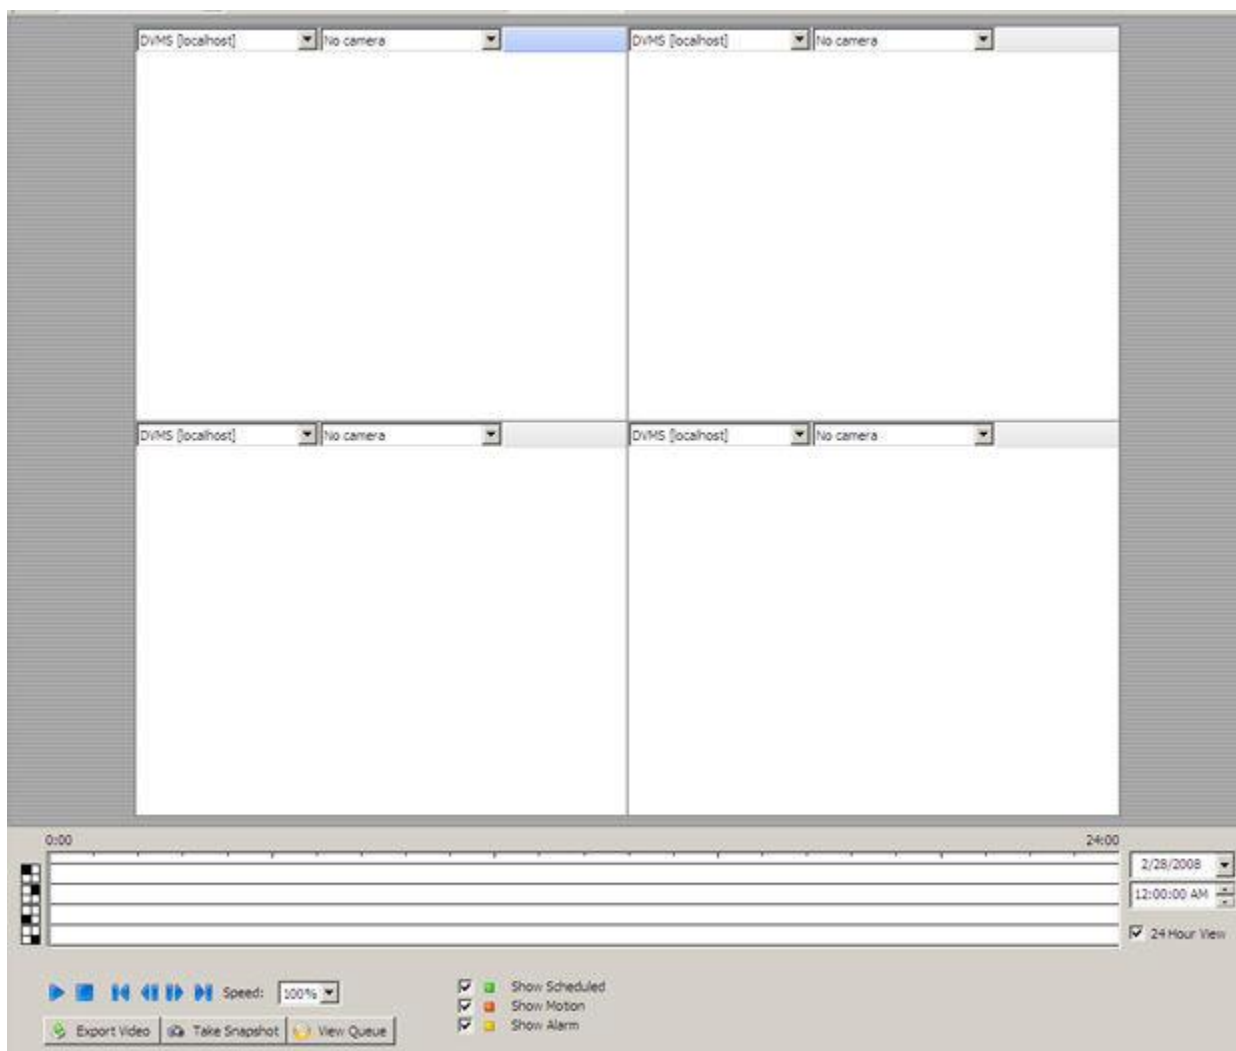 DVMS [localhost] No camera DVMS [localhost] No camera
DVMS [localhost] No camera DVMS [localhost] No camera
0:00 24:00
2/28/2008
12:00:00 AM
24 Hour View
Speed: 100%
Show Scheduled
Show Motion
Show Alarm
Export Video Take Snapshot View Queue